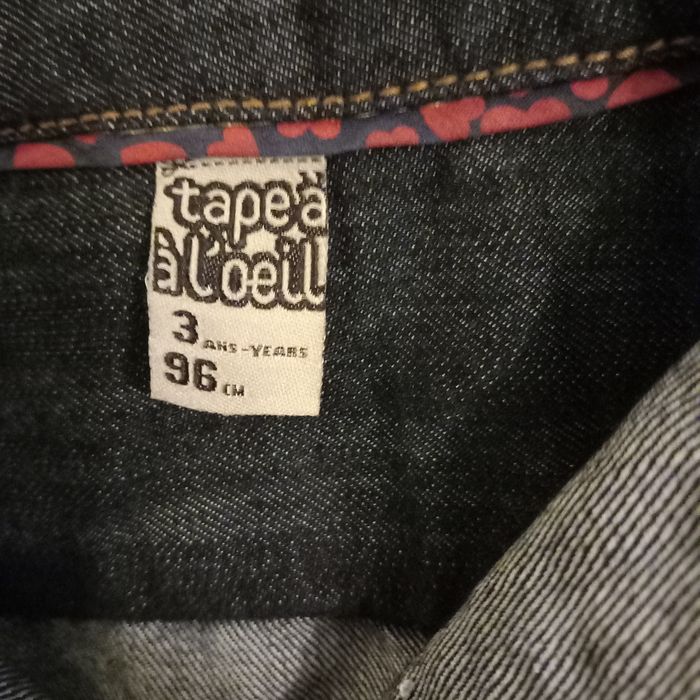 tape à
à l'oeil
3 ANS-YEARS
96 CM